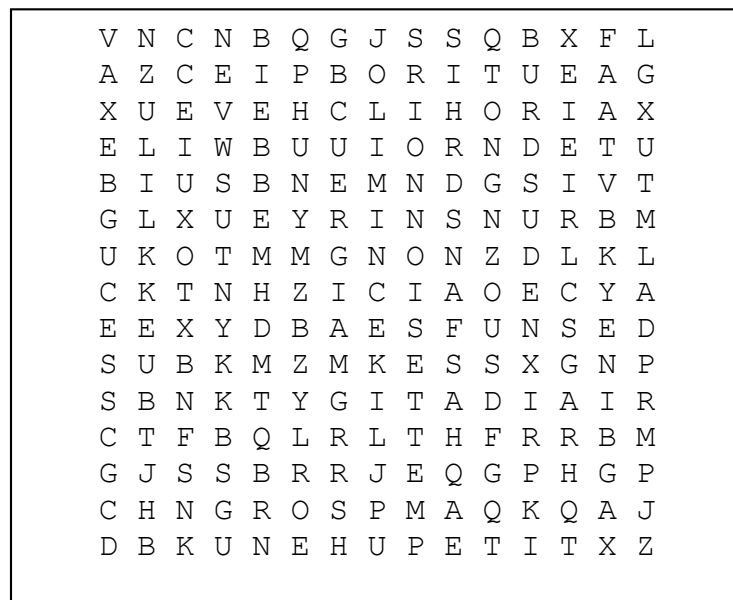 V N C N B Q G J S S Q B X F L
A Z C E I P B O R I T U E A G
X U E V E H C L I H O R I A X
E L I W B U U I O R N D E T U
B I U S B N E M N D G S I V T
G L X U E Y R I N S N U R B M
U K O T M M G N O N Z D L K L
C K T N H Z I C I A O E C Y A
E E X Y D B A E S F U N S E D
S U B K M Z M K E S S X G N P
S B N K T Y G I T A D I A I R
C T F B Q L R L T H F R R B M
G J S S B R R J E Q G P H G P
C H N G R O S P M A Q K Q A J
D B K U N E H U P E T I T X Z